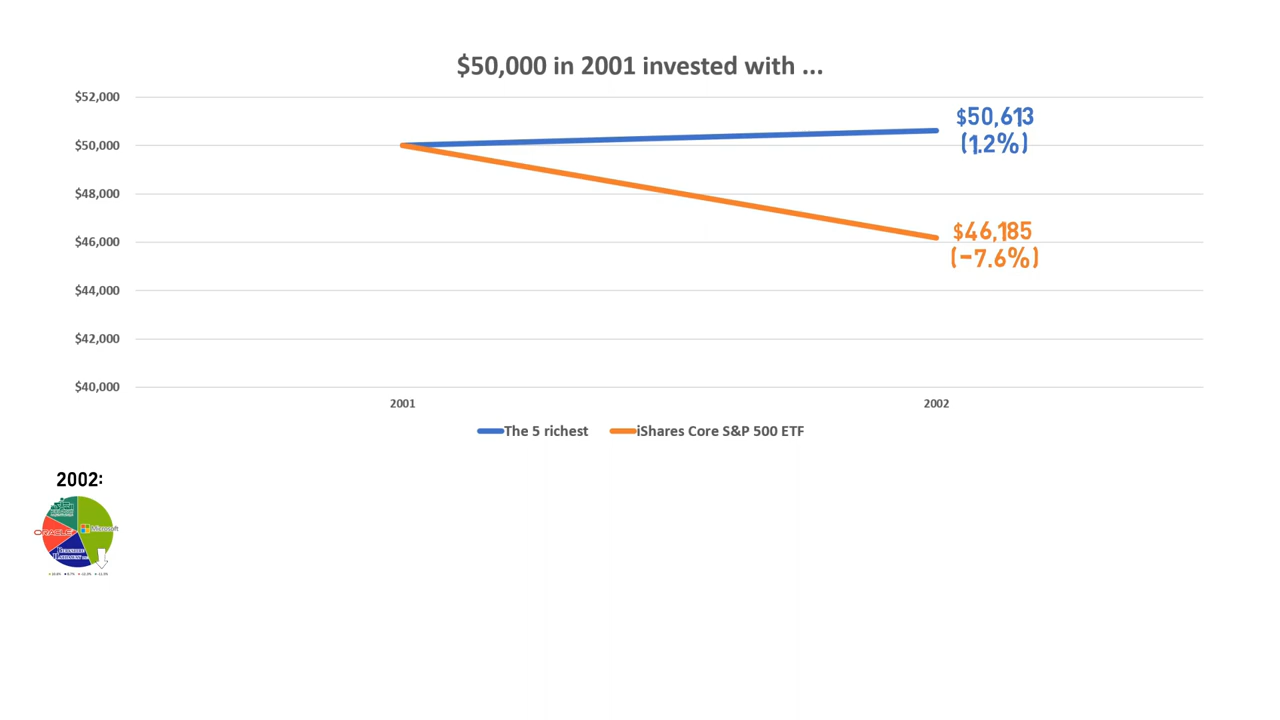 $50,000 in 2001 invested with ...
$52,000
$50,000
$48,000
$46,000
$44,000
$42,000
$40,000
$50,613
(1.2%)
$46,185
(-7.6%)
2001
2002
The 5 richest
iShares Core S&P 500 ETF
2002:
Microsoft
ORACLE